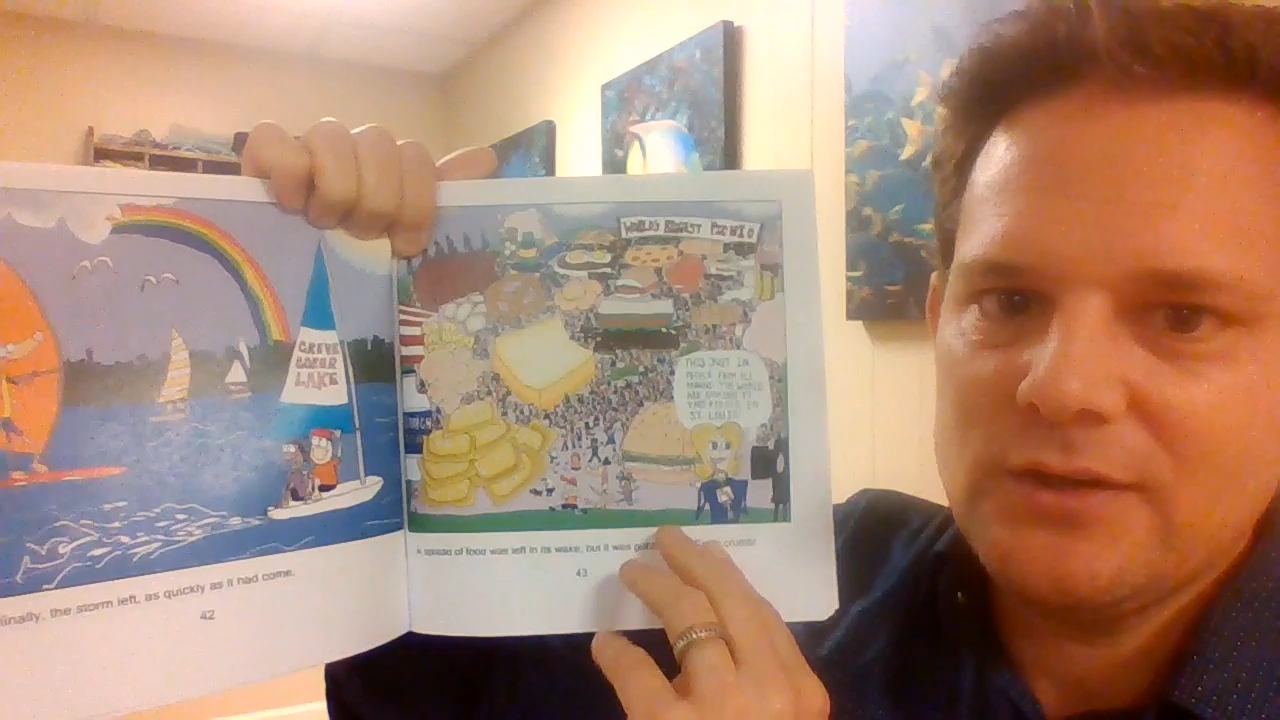 CREVE
COEUR
LAKE
finally, the storm left, as quickly as it had come.
42
WORLD'S BIGGEST PICNIC
THIS JUST IN
PEOPLE FROM ALL
AROUND THE WORLD
ARE COMING TO
THIS PICNIC IN
ST. LOUIS
A spread of food was left in its wake, but it was crumb
43